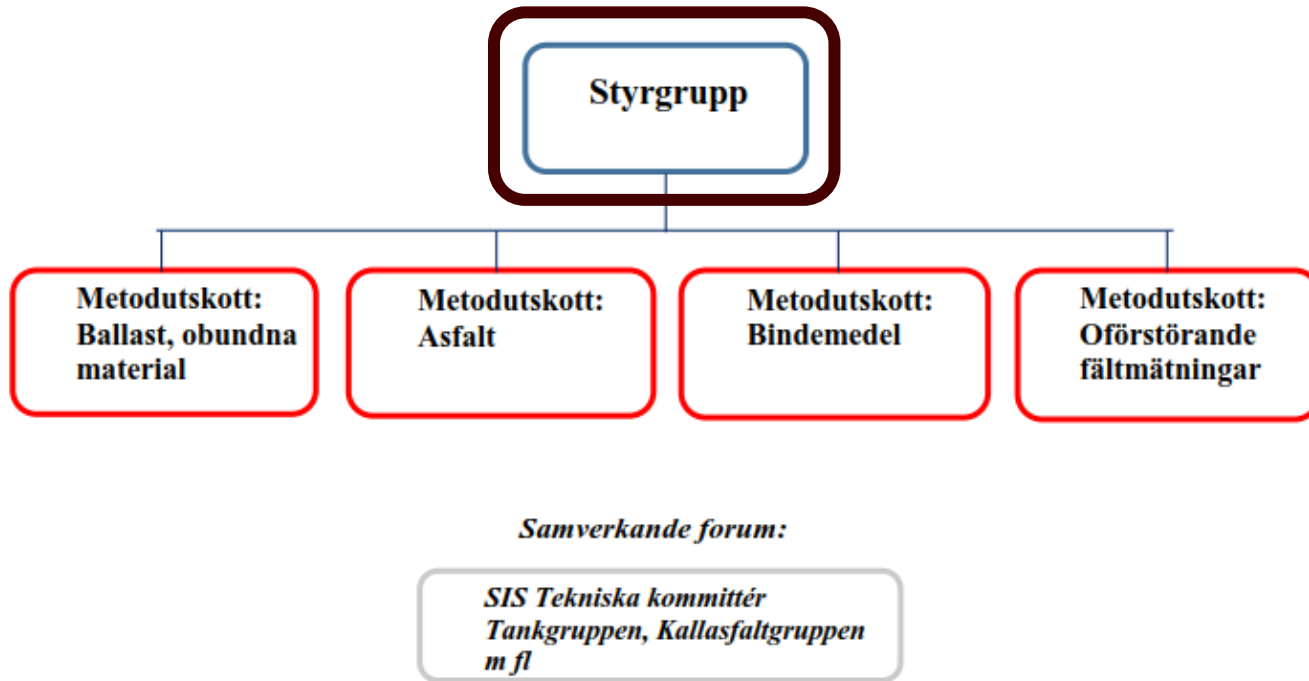 Styrgrupp
Metodutskott:
Ballast, obundna
material
Metodutskott:
Asfalt
Metodutskott:
Bindemedel
Metodutskott:
Oförstörande
fältmätningar
Samverkande forum:
SIS Tekniska kommittér
Tankgruppen, Kallasfaltgruppen
m fl